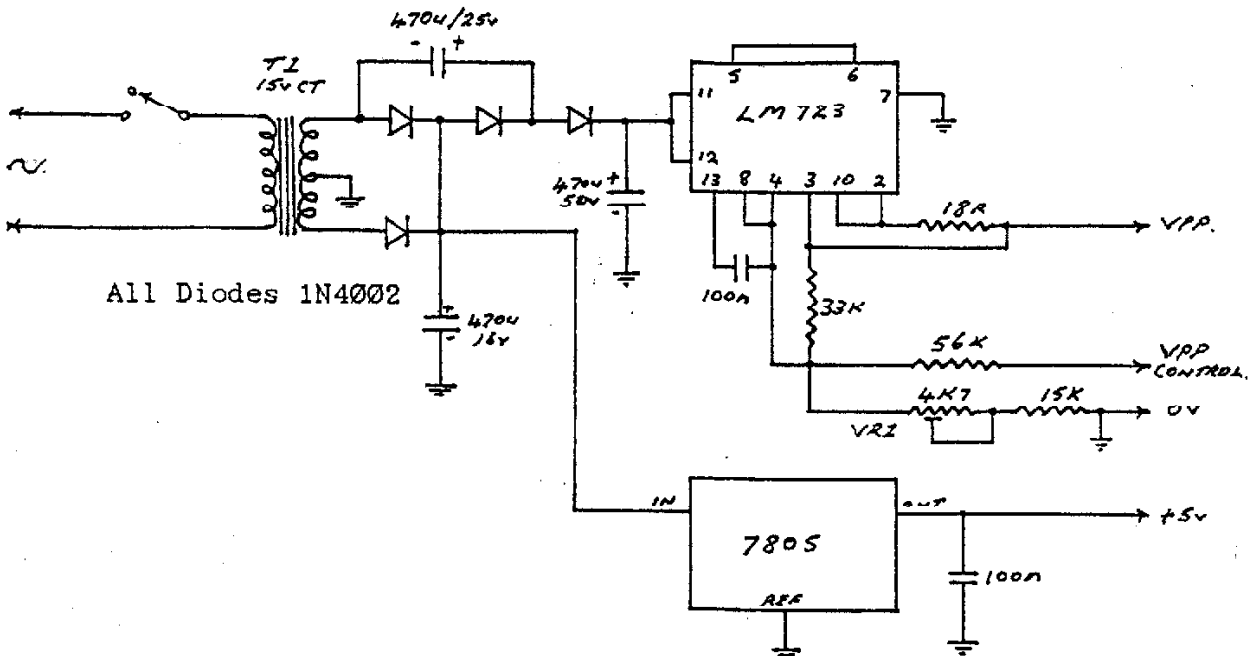 470u/25v
- +
T1
15v CT
5 6
7
11
LM723
12
13 8 4 3 10 2
470u +
50v
-
18R
VPP.
100n
33K
All Diodes 1N4002
+ 470u
- 16v
56K
VPP
CONTROL.
4K7 15K
0V
VR1
IN OUT
+5v
7805
100n
REF